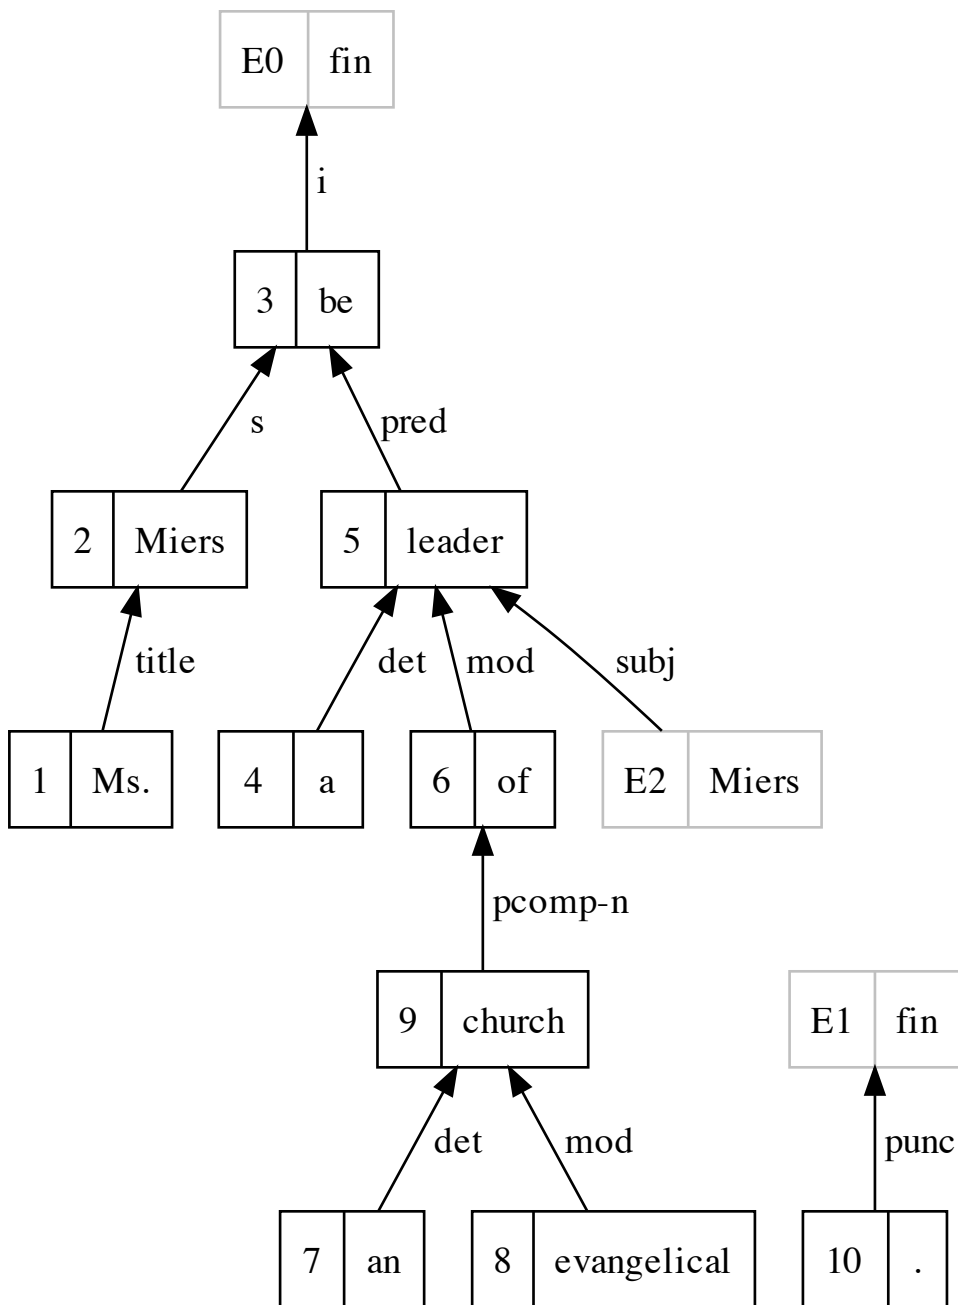 E0 fin
i
3 be
s pred
2 Miers 5 leader
title det mod subj
1 Ms. 4 a 6 of E2 Miers
pcomp-n
9 church E1 fin
det mod punc
7 an 8 evangelical 10 .